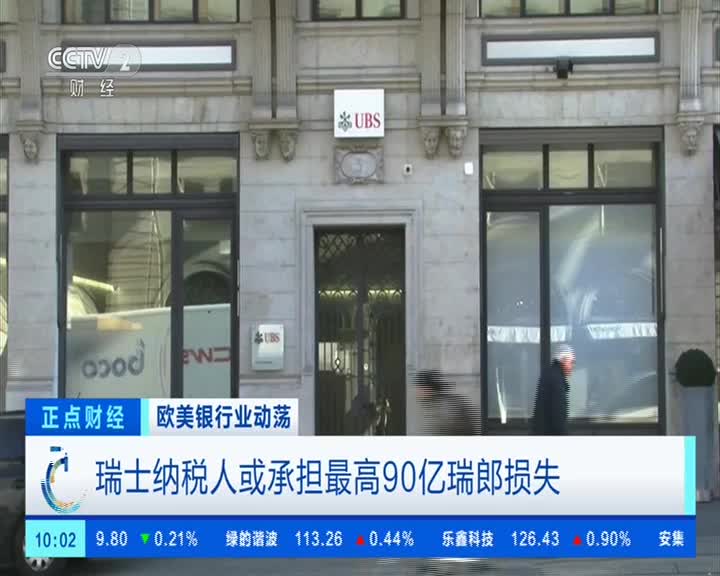 CCTV 2
财 经
UBS
UBS
正点财经 欧美银行业动荡
瑞士纳税人或承担最高90亿瑞郎损失
10:02 9.80 ▼0.21% 绿的谐波 113.26 ▲0.44% 乐鑫科技 126.43 ▲0.90% 安集